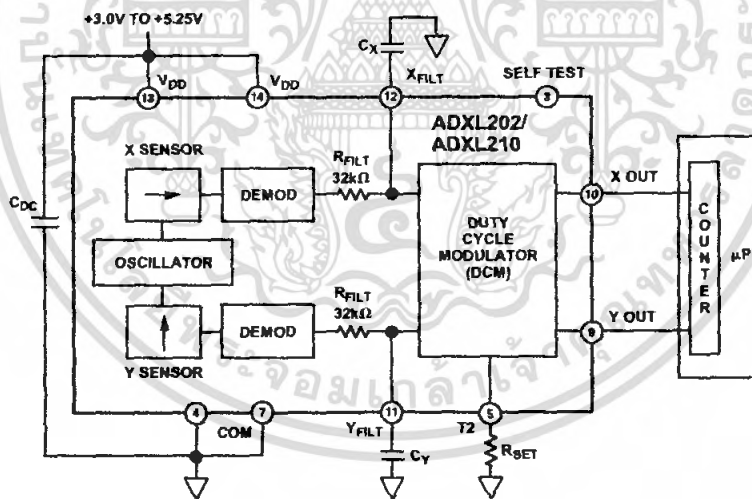 +3.0V TO +5.25V
CX
XFILT
SELF TEST
VDD
VDD
13
14
12
3
ADXL202/
ADXL210
X SENSOR
RFILT
32kΩ
DEMOD
CDC
OSCILLATOR
DUTY
CYCLE
MODULATOR
(DCM)
10
X OUT
COUNTER
µP
RFILT
32kΩ
DEMOD
Y SENSOR
9
Y OUT
4
7
COM
11
YFILT
T2
5
CY
RSET